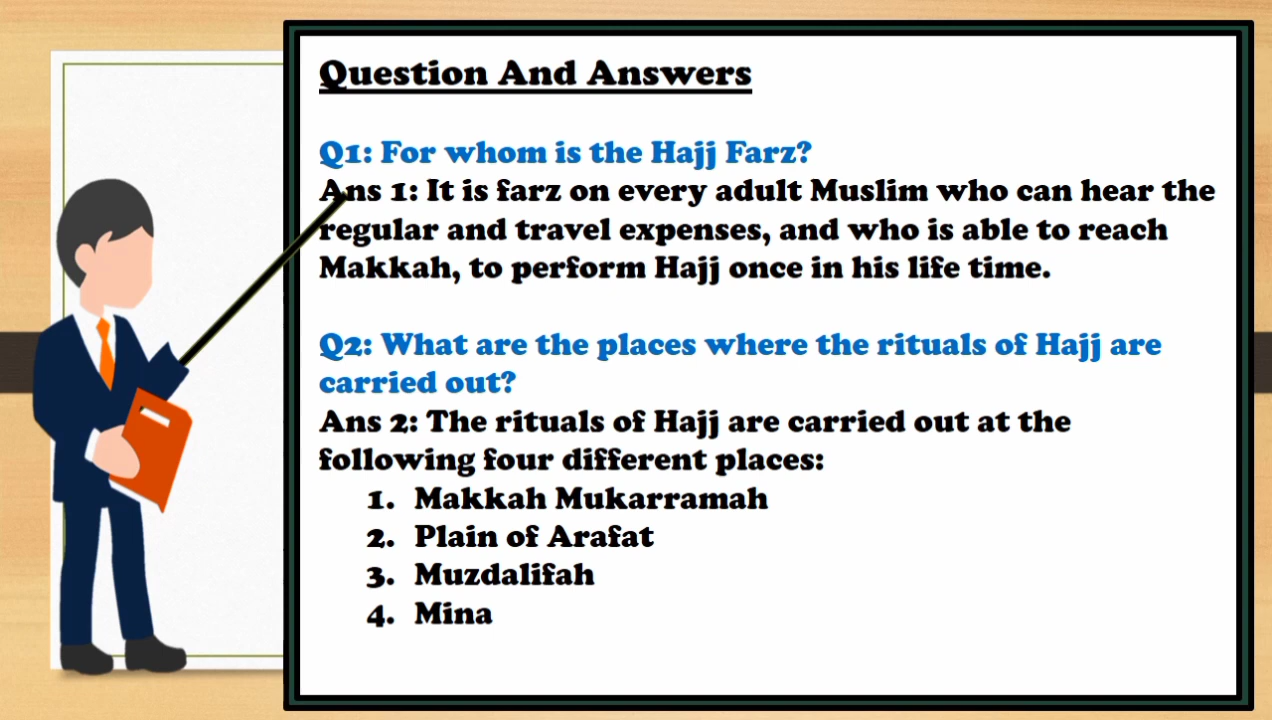 Question And Answers
Q1: For whom is the Hajj Farz?
Ans 1: It is farz on every adult Muslim who can hear the
regular and travel expenses, and who is able to reach
Makkah, to perform Hajj once in his life time.
Q2: What are the places where the rituals of Hajj are
carried out?
Ans 2: The rituals of Hajj are carried out at the
following four different places:
1. Makkah Mukarramah
2. Plain of Arafat
3. Muzdalifah
4. Mina